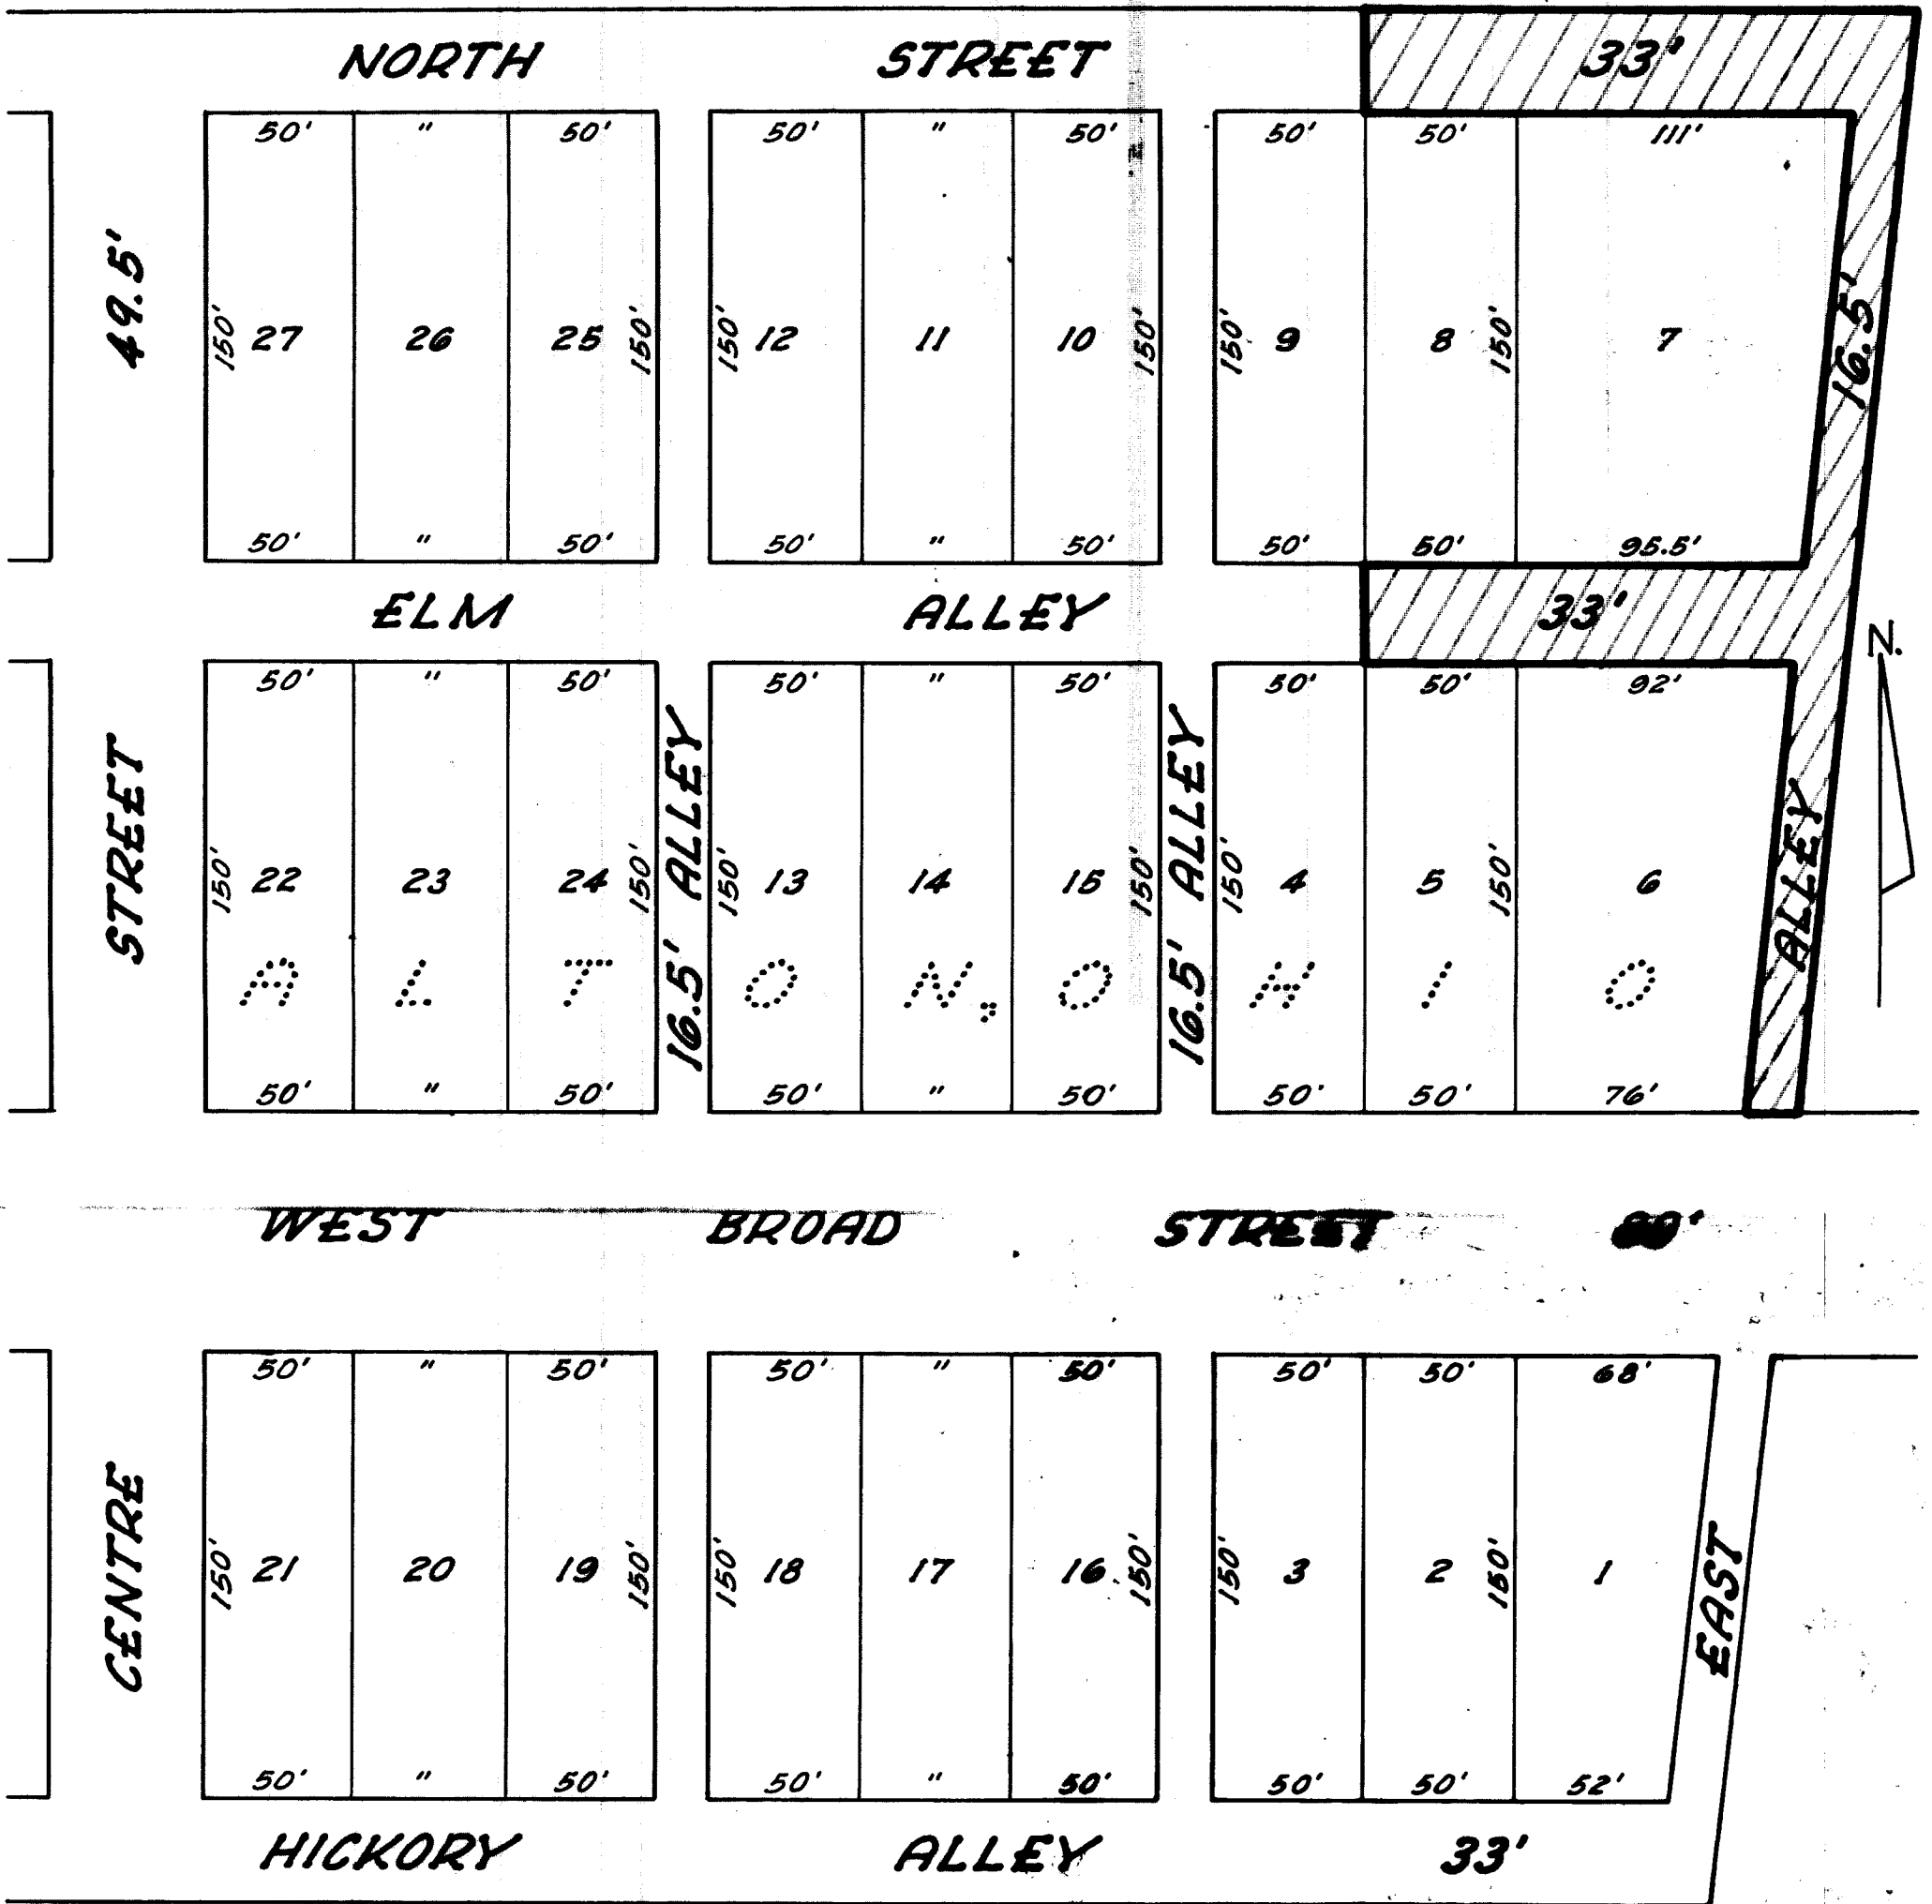 NORTH STREET 33'
50' " 50' 50' " 50' 50' 50' 111'
49.5'
150' 27 26 25 150' 150' 12 11 10 150' 150' 9 8 150' 7 16.5'
50' " 50' 50' " 50' 50' 50' 95.5'
ELM ALLEY 33'
N.
50' " 50' 50' " 50' 50' 50' 92'
STREET
150' 22 23 24 150' 16.5' ALLEY 150' 13 14 15 150' 16.5' ALLEY 150' 4 5 150' 6 ALLEY
A L T O N, O H I O
50' " 50' 50' " 50' 50' 50' 76'
WEST BROAD STREET
50' " 50' 50' " 50' 50' 50' 68'
CENTRE
150' 21 20 19 150' 150' 18 17 16 150' 150' 3 2 150' 1 EAST
50' " 50' 50' " 50' 50' 50' 52'
HICKORY ALLEY 33'